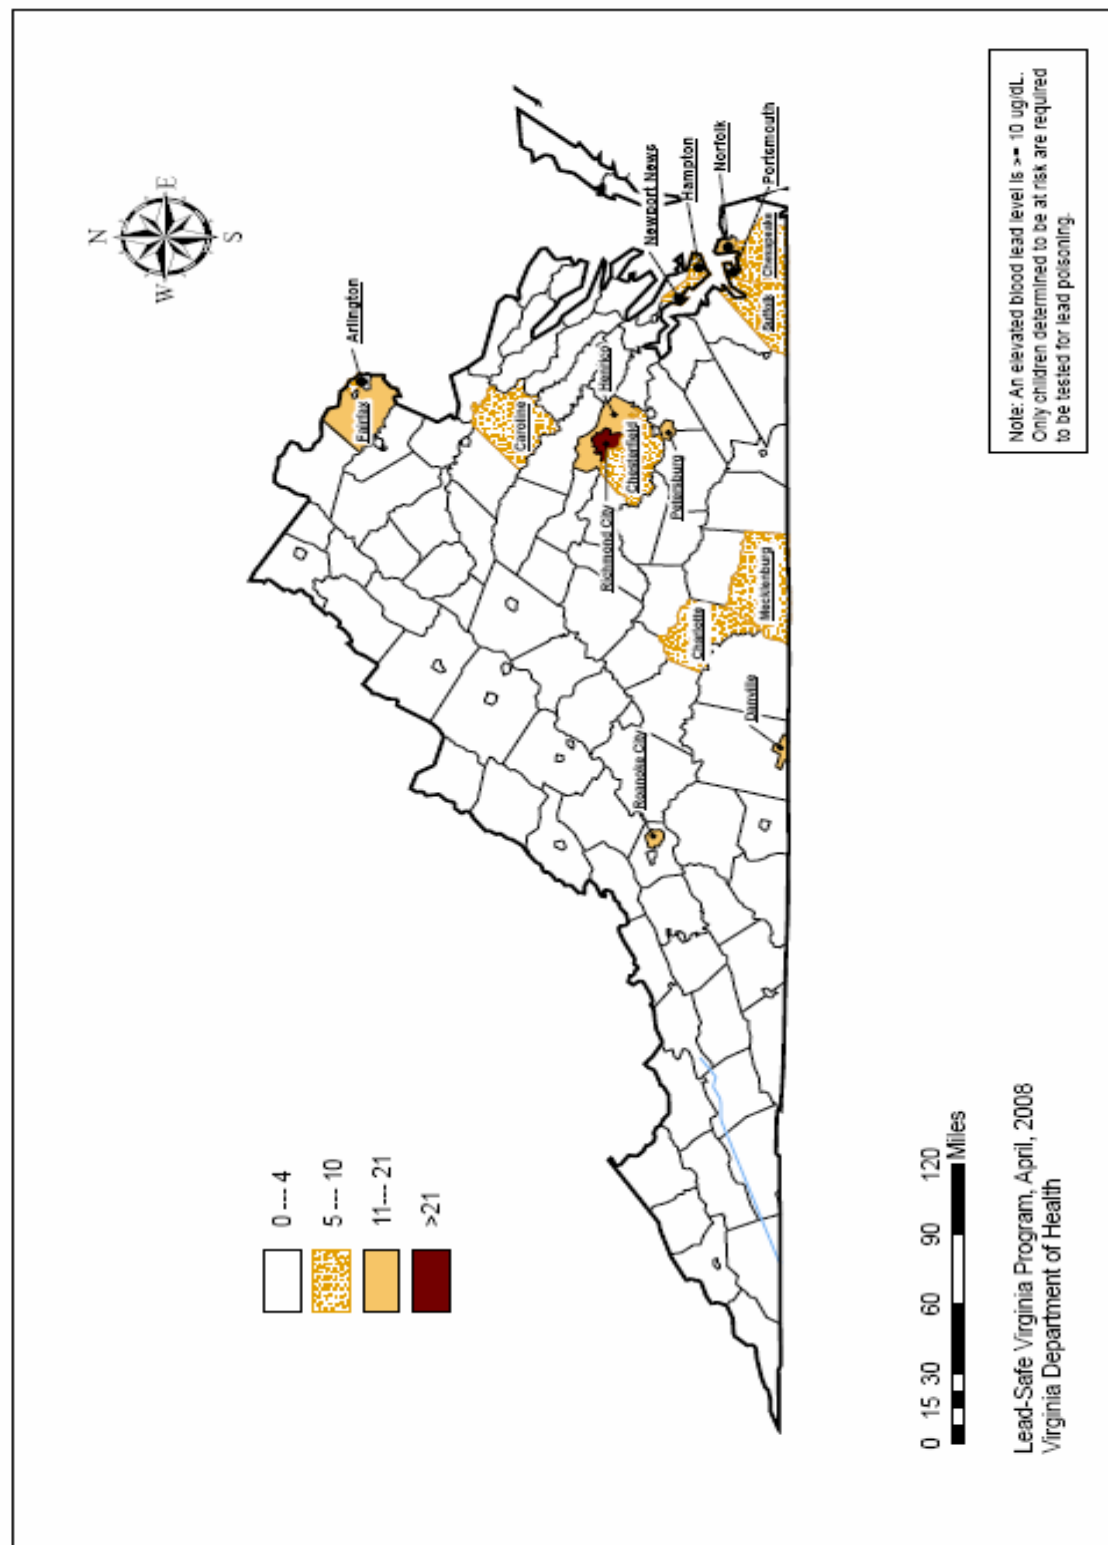 N
E
W
S
0 --- 4
5 --- 10
11--- 21
>21
Arlington
Fairfax
Caroline
Henrico
Chesterfield
Richmond City
Petersburg
Newport News
Hampton
Norfolk
Portsmouth
Chesapeake
Suffolk
Mecklenburg
Charlotte
Danville
Roanoke City
0 15 30 60 90 120
Miles
Lead-Safe Virginia Program, April, 2008
Virginia Department of Health
Note: An elevated blood level is >= 10 ug/dL.
Only children determined to be at risk are required
to be tested for lead poisoning.